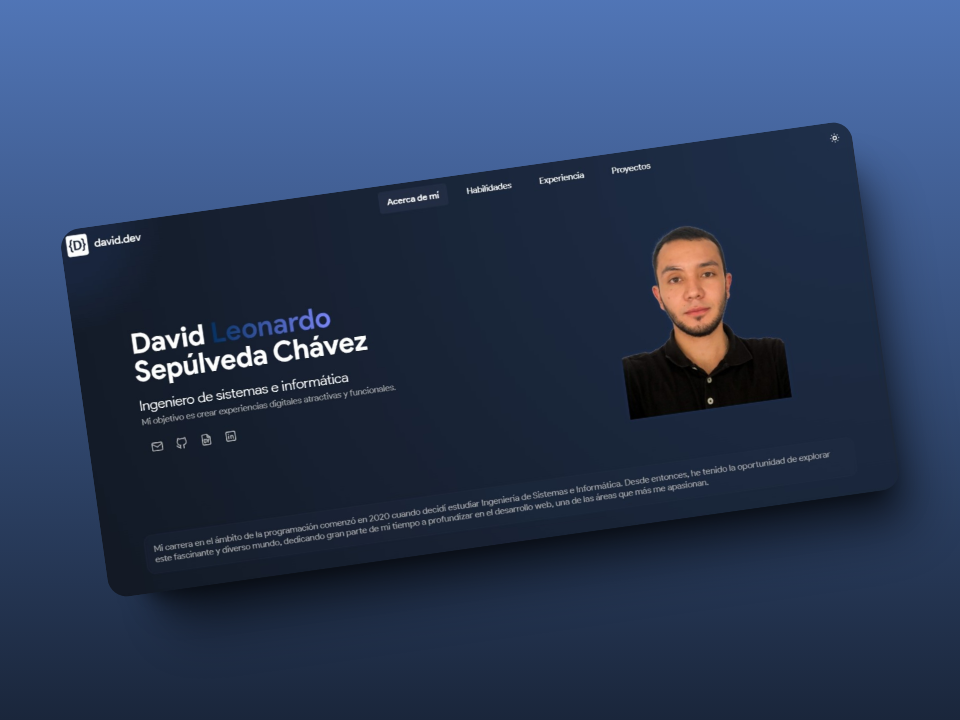 {D} david.dev
Acerca de mí
Habilidades
Experiencia
Proyectos
David Leonardo
Sepúlveda Chávez
Ingeniero de sistemas e informática
Mi objetivo es crear experiencias digitales atractivas y funcionales.
Mi carrera en el ámbito de la programación comenzó en 2020 cuando decidí estudiar Ingeniería de Sistemas e Informática. Desde entonces, he tenido la oportunidad de explorar
este fascinante y diverso mundo, dedicando gran parte de mi tiempo a profundizar en el desarrollo web, una de las áreas que más me apasionan.